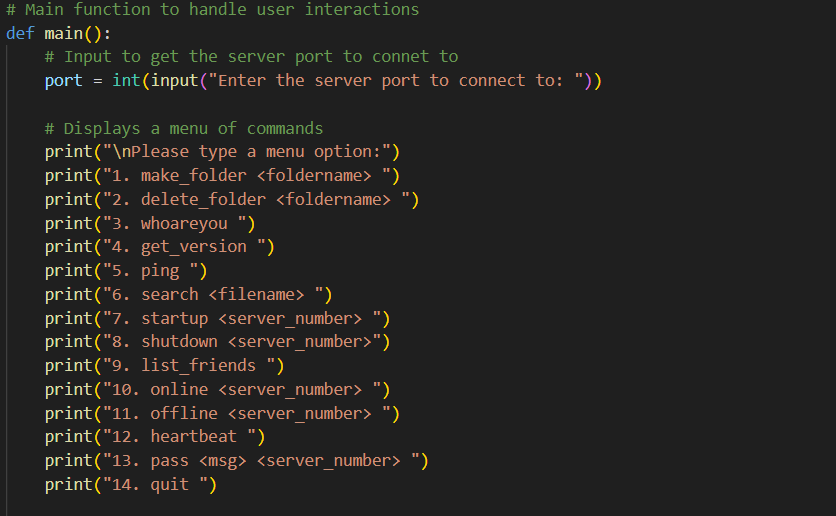 # Main function to handle user interactions
def main():
    # Input to get the server port to connet to
    port = int(input("Enter the server port to connect to: "))

    # Displays a menu of commands
    print("\nPlease type a menu option:")
    print("1. make_folder <foldername> ")
    print("2. delete_folder <foldername> ")
    print("3. whoareyou ")
    print("4. get_version ")
    print("5. ping ")
    print("6. search <filename> ")
    print("7. startup <server_number> ")
    print("8. shutdown <server_number>")
    print("9. list_friends ")
    print("10. online <server_number> ")
    print("11. offline <server_number> ")
    print("12. heartbeat ")
    print("13. pass <msg> <server_number> ")
    print("14. quit ")